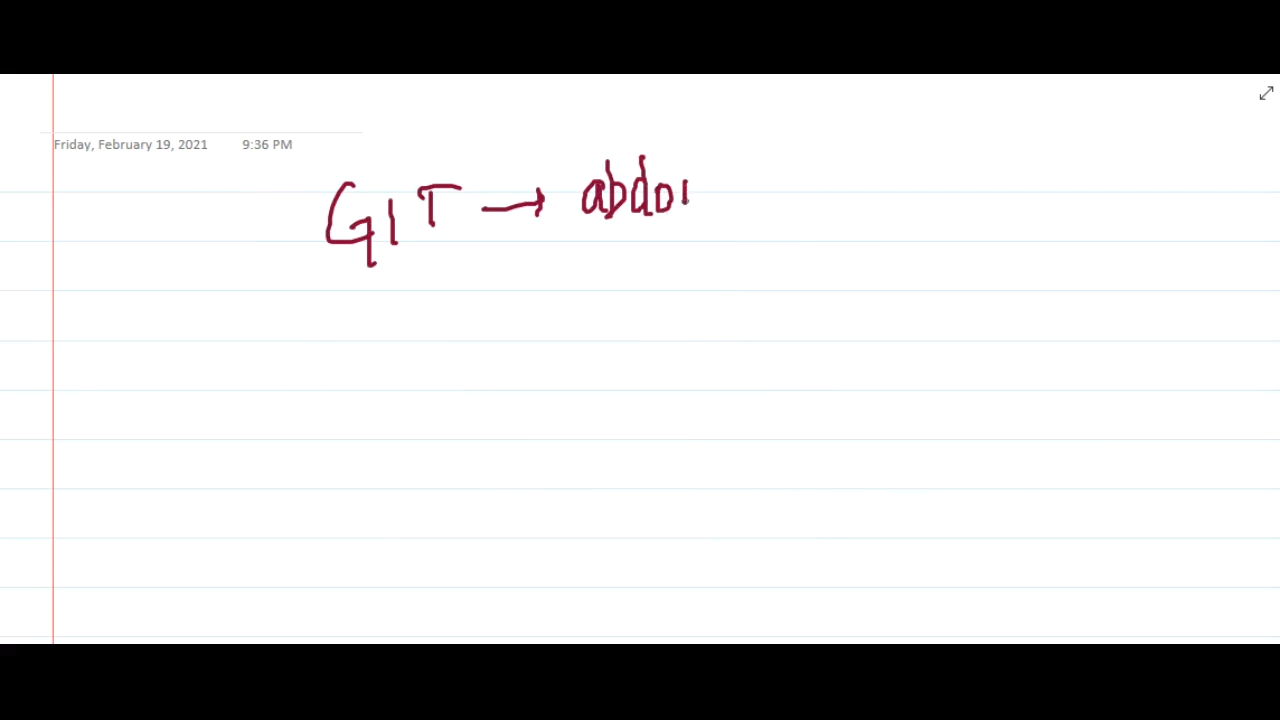 Friday, February 19, 2021 9:36 PM
GIT → abdo